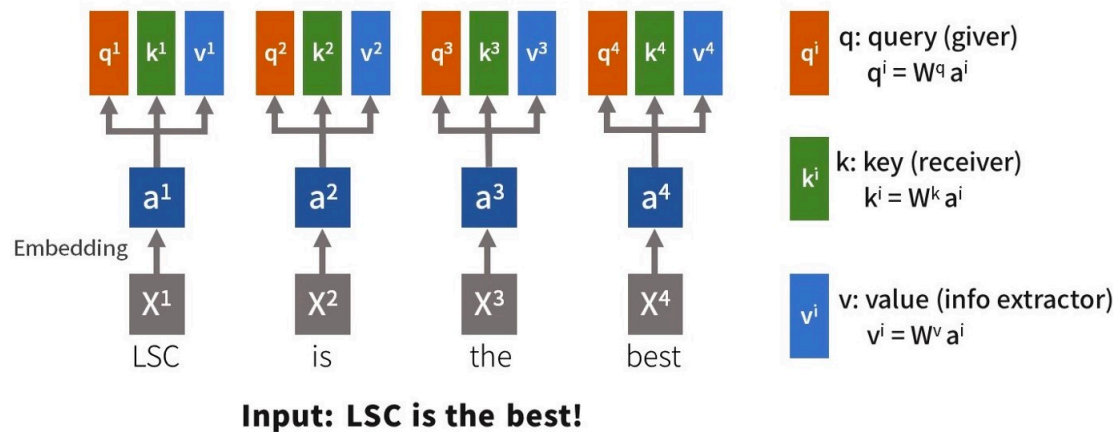 q¹ k¹ v¹ q² k² v² q³ k³ v³ q⁴ k⁴ v⁴
a¹ a² a³ a⁴
Embedding
X¹ X² X³ X⁴
LSC is the best
Input: LSC is the best!
qⁱ
q: query (giver)
qⁱ = W^q aⁱ
kⁱ
k: key (receiver)
kⁱ = Wᵏ aⁱ
vⁱ
v: value (info extractor)
vⁱ = Wᵛ aⁱ